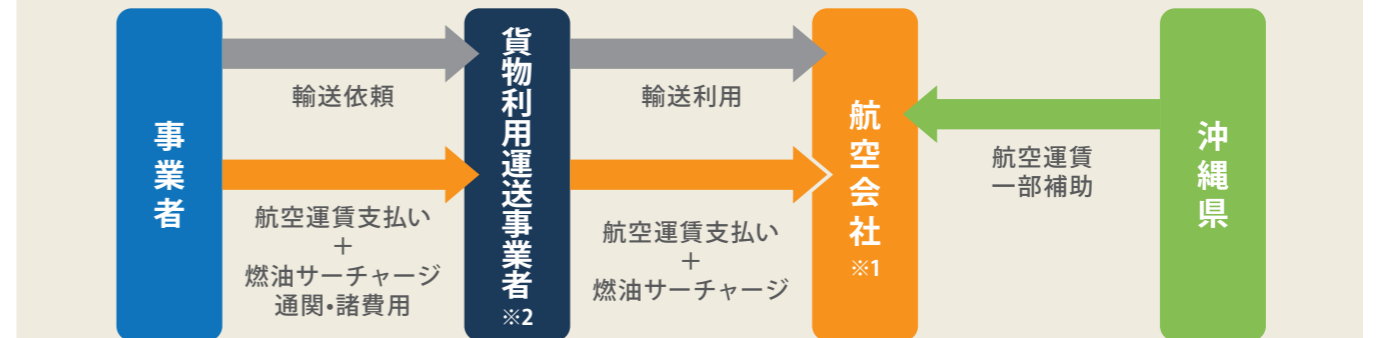 事業者
輸送依頼
航空運賃支払い
＋
燃油サーチャージ
通関・諸費用
貨物利用運送事業者
※2
輸送利用
航空運賃支払い
＋
燃油サーチャージ
航空会社
※1
航空運賃
一部補助
沖縄県